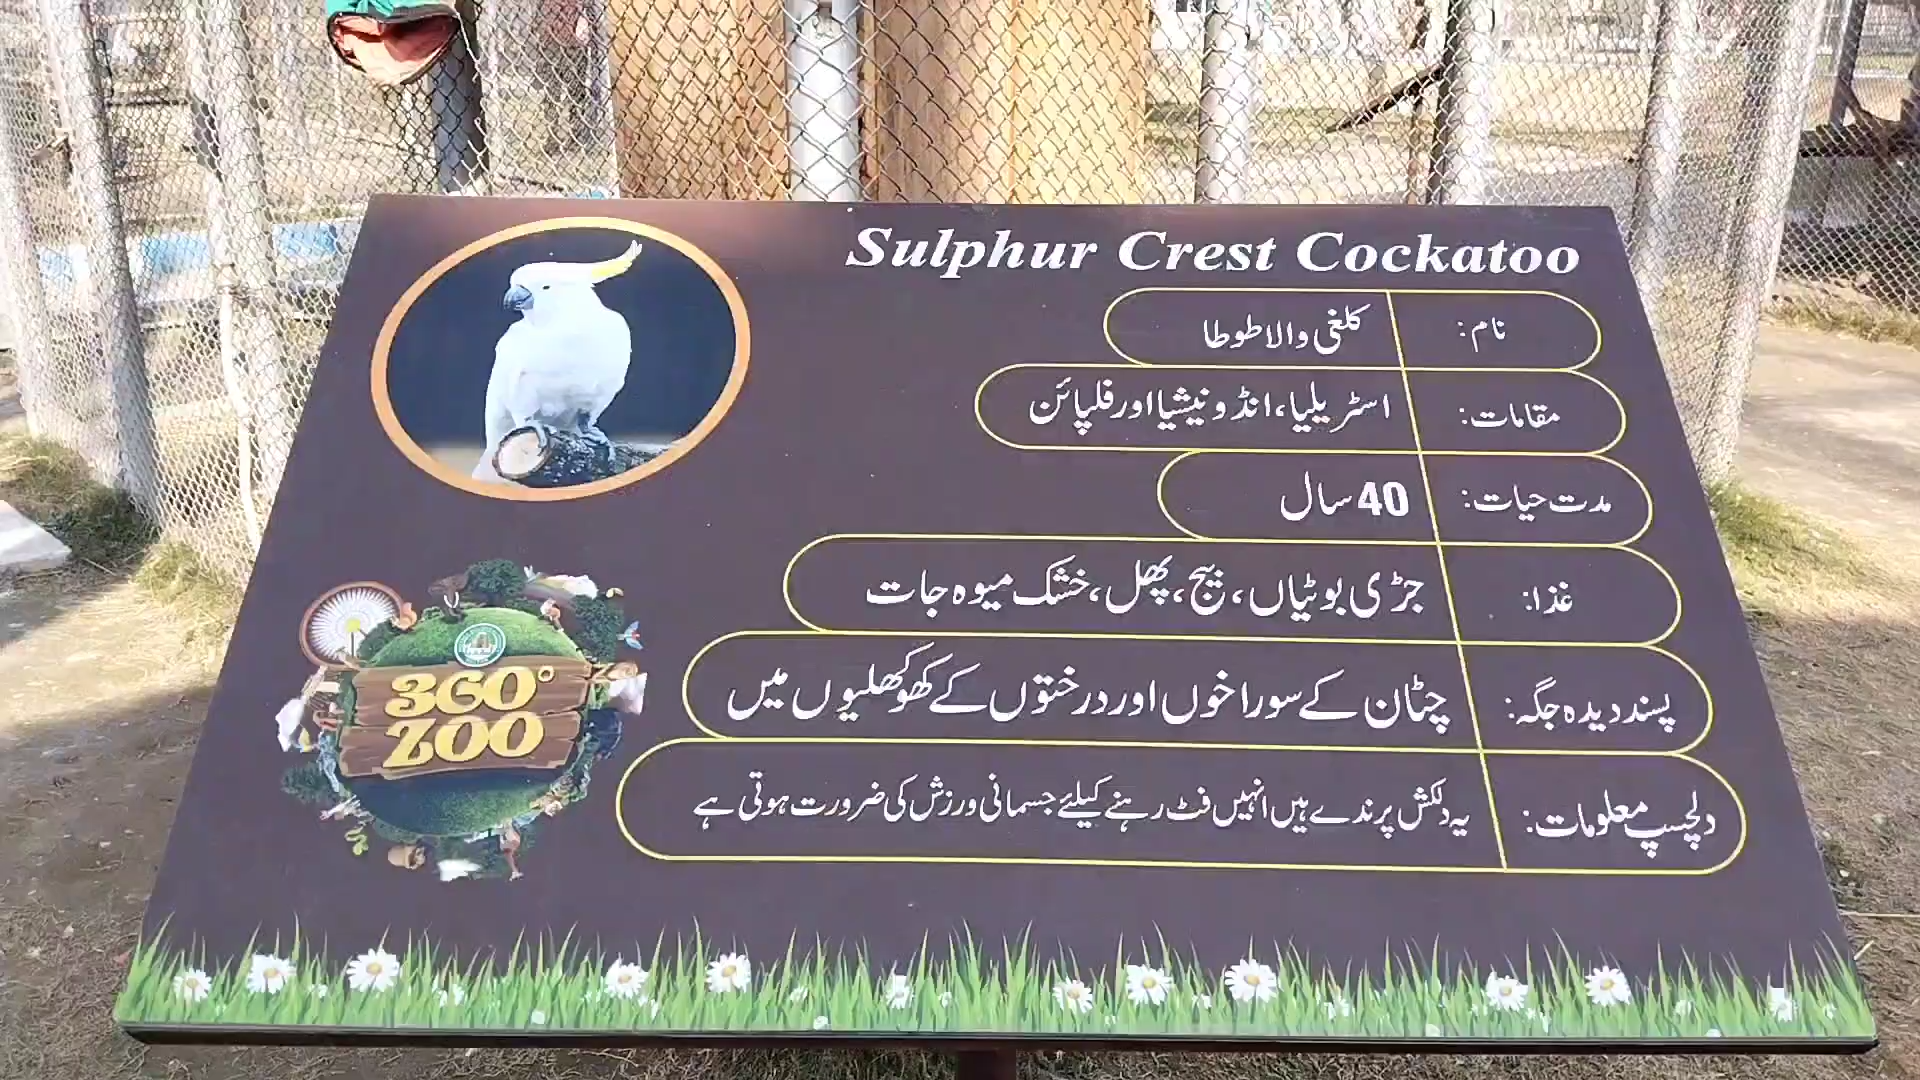 Sulphur Crest Cockatoo
نام: کلغی والا طوطا
مقامات: اسٹریلیا، انڈونیشیا اور فلپائن
مدت حیات: 40 سال
غذا: جڑی بوٹیاں، بیج، پھل، خشک میوہ جات
پسندیدہ جگہ: چٹان کے سوراخوں اور درختوں کے کھوکھلیوں میں
دلچسپ معلومات: یہ دلکش پرندے ہیں انہیں فٹ رہنے کیلئے جسمانی ورزش کی ضرورت ہوتی ہے
360°
ZOO